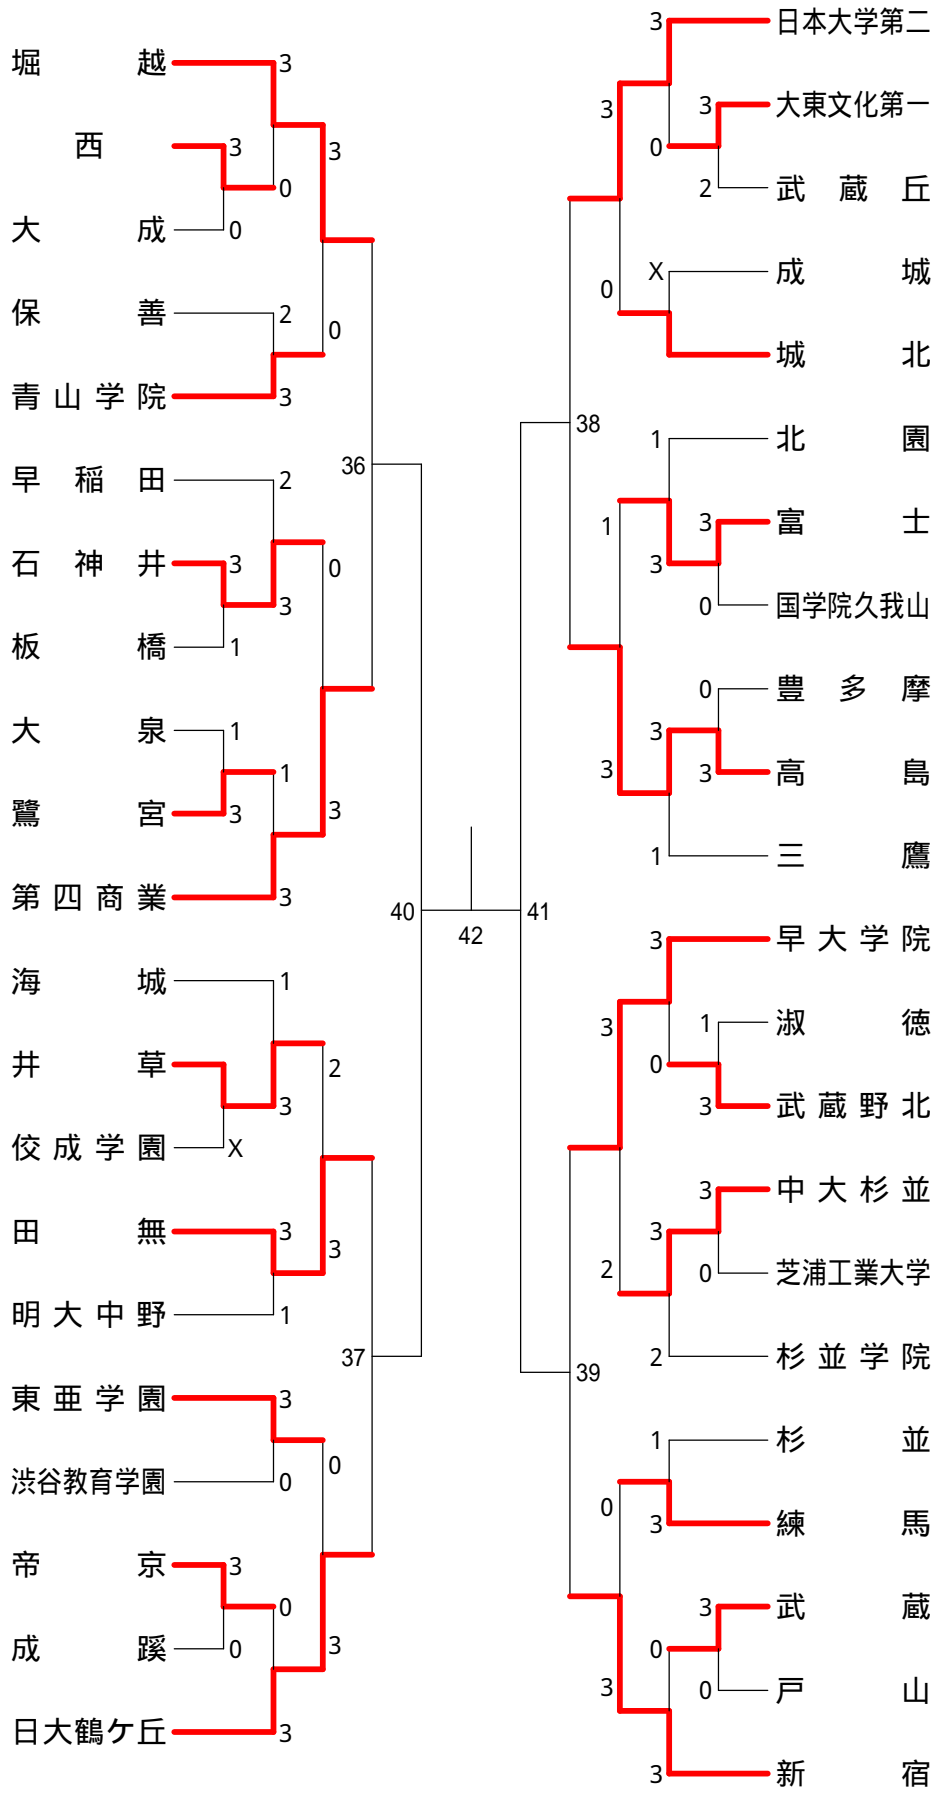 堀越
3
西
3
3
0
大成
0
保善
2
0
青山学院
3
早稲田
2
36
石神井
3
0
3
板橋
1
大泉
1
1
鷺宮
3
3
第四商業
3
40
42
海城
1
井草
2
3
佼成学園
X
田無
3
3
明大中野
1
37
東亜学園
3
0
渋谷教育学園
0
帝京
3
0
成蹊
0
3
日大鶴ケ丘
3
3
日本大学第二
3
3
大東文化第一
0
2
武蔵丘
X
成城
0
城北
38
1
北園
1
3
富士
3
0
国学院久我山
0
豊多摩
3
3
3
高島
1
三鷹
41
3
早大学院
3
1
淑徳
0
3
武蔵野北
3
中大杉並
3
2
0
芝浦工業大学
2
杉並学院
39
1
杉並
0
3
練馬
3
武蔵
0
3
0
戸山
3
新宿